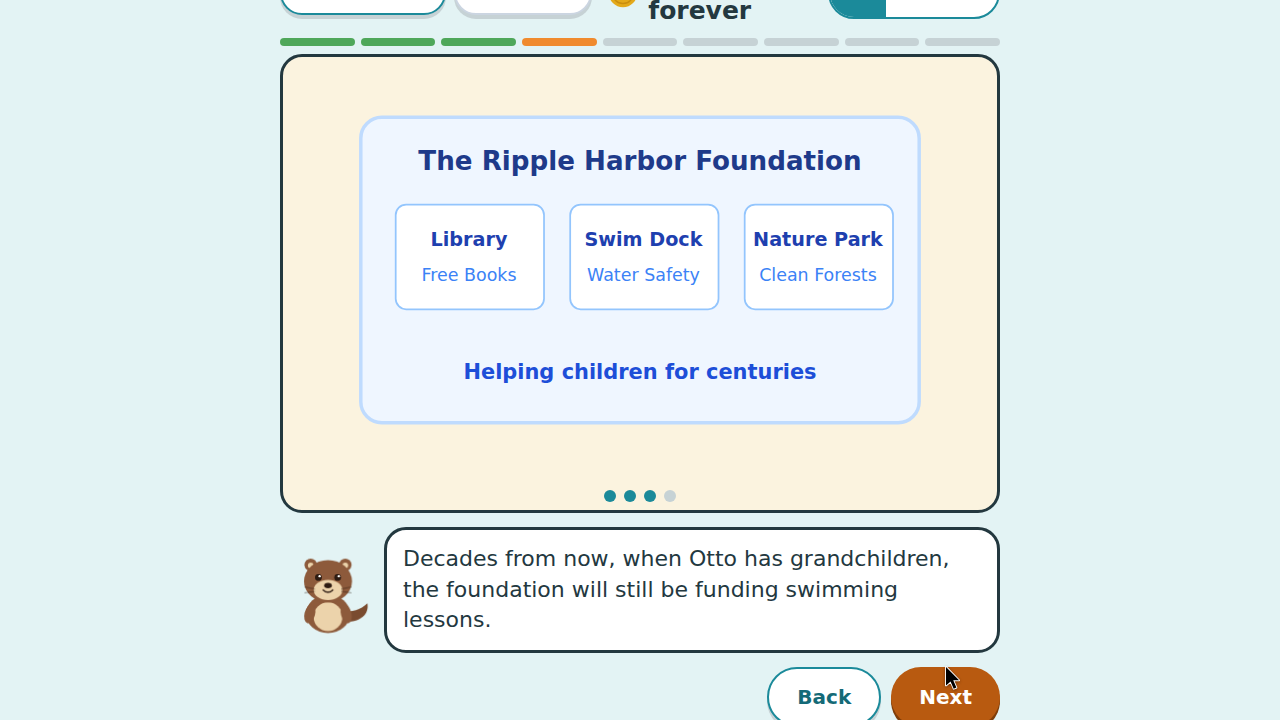 forever
The Ripple Harbor Foundation
Library
Free Books
Swim Dock
Water Safety
Nature Park
Clean Forests
Helping children for centuries
Decades from now, when Otto has grandchildren,
the foundation will still be funding swimming
lessons.
Back
Next